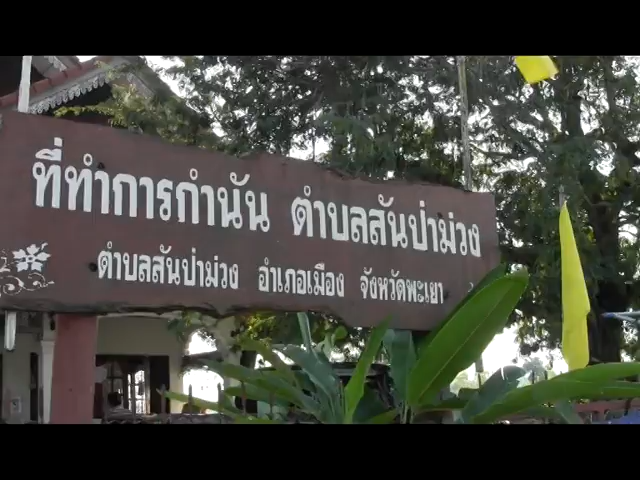 ที่ทำการกำนัน ตำบลสันป่าม่วง
ตำบลสันป่าม่วง อำเภอเมือง จังหวัดพะเยา